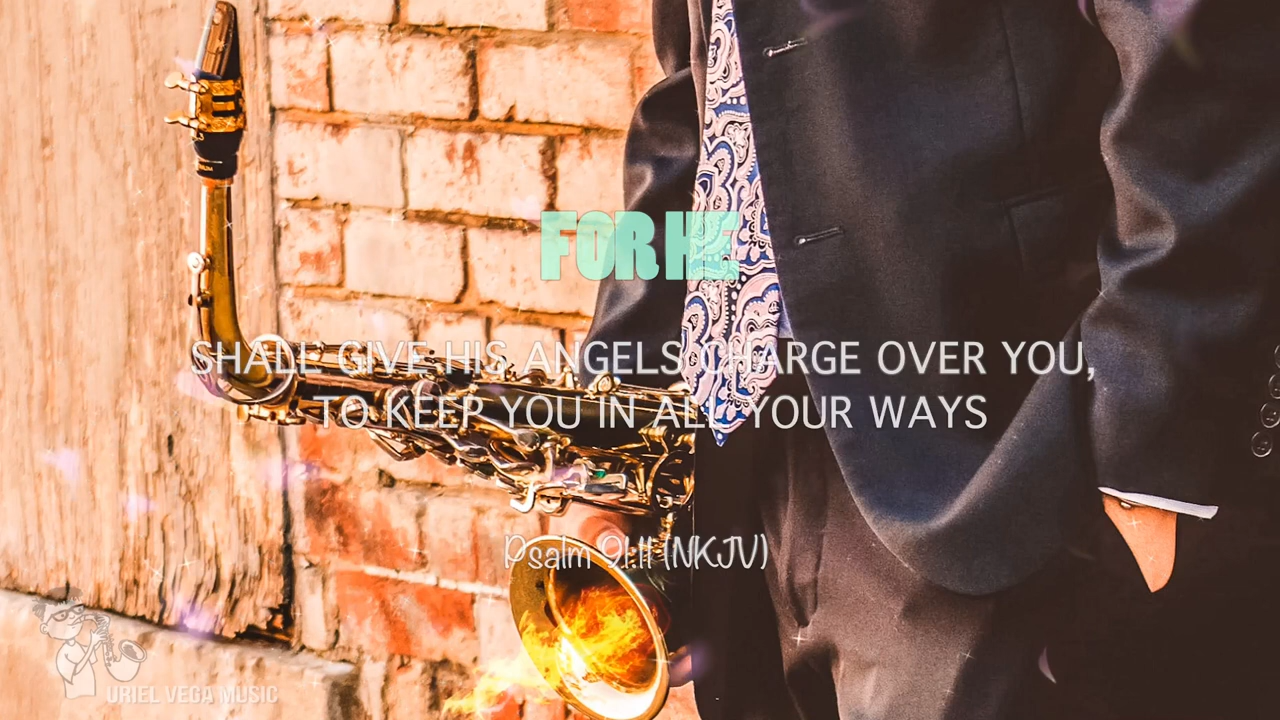 FOR HE
SHALL GIVE HIS ANGELS CHARGE OVER YOU,
TO KEEP YOU IN ALL YOUR WAYS
Psalm 91:11 (NKJV)
URIEL VEGA MUSIC